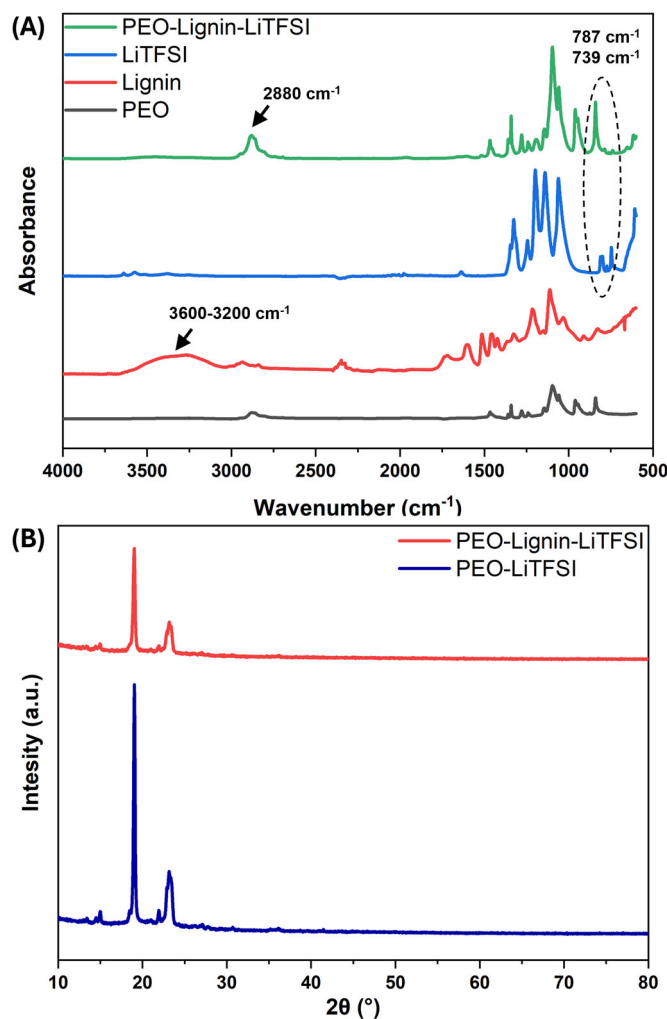 (A)
PEO-Lignin-LiTFSI
LiTFSI
Lignin
PEO
787 cm⁻¹
739 cm⁻¹
2880 cm⁻¹
3600-3200 cm⁻¹
Absorbance
4000 3500 3000 2500 2000 1500 1000 500
Wavenumber (cm⁻¹)
(B)
PEO-Lignin-LiTFSI
PEO-LiTFSI
Intesity (a.u.)
10 20 30 40 50 60 70 80
2θ (°)